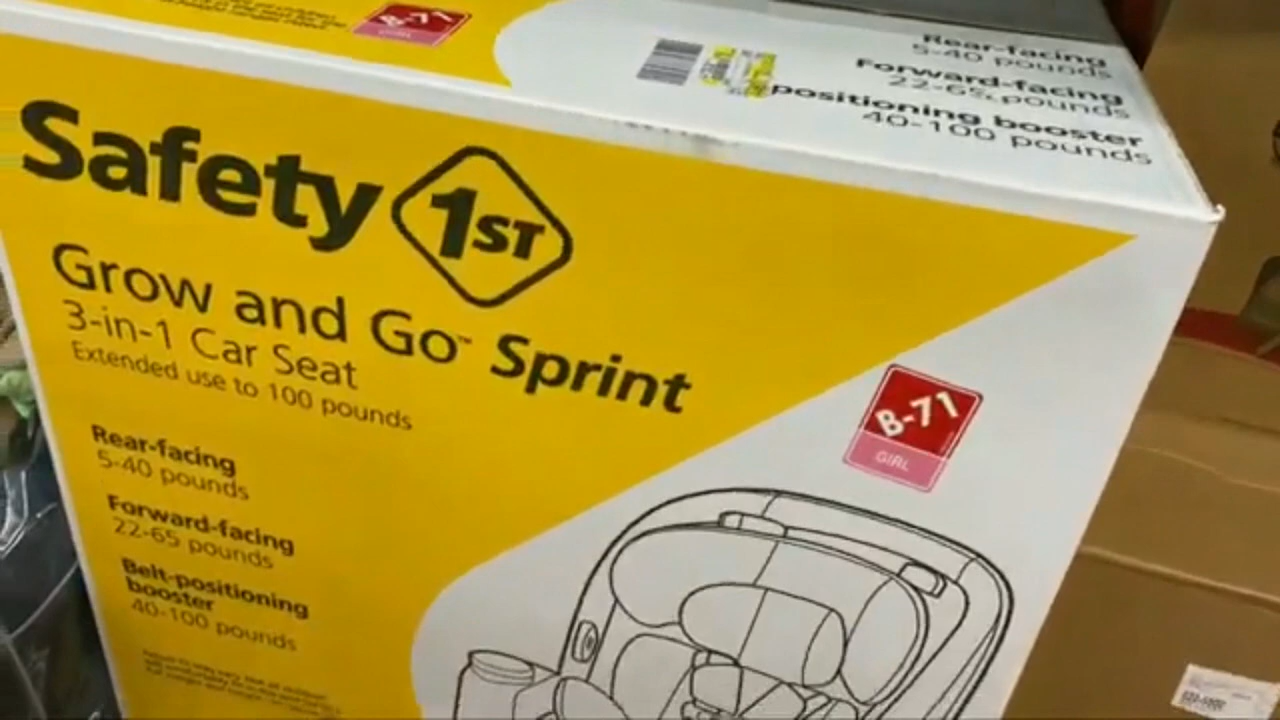 B-71
GIRL
Rear-facing
5-40 pounds
Forward-facing
22-65 pounds
positioning booster
40-100 pounds
Safety 1ST
Grow and Go™ Sprint
3-in-1 Car Seat
Extended use to 100 pounds
B-71
GIRL
Rear-facing
5-40 pounds
Forward-facing
22-65 pounds
Belt-positioning
booster
40-100 pounds